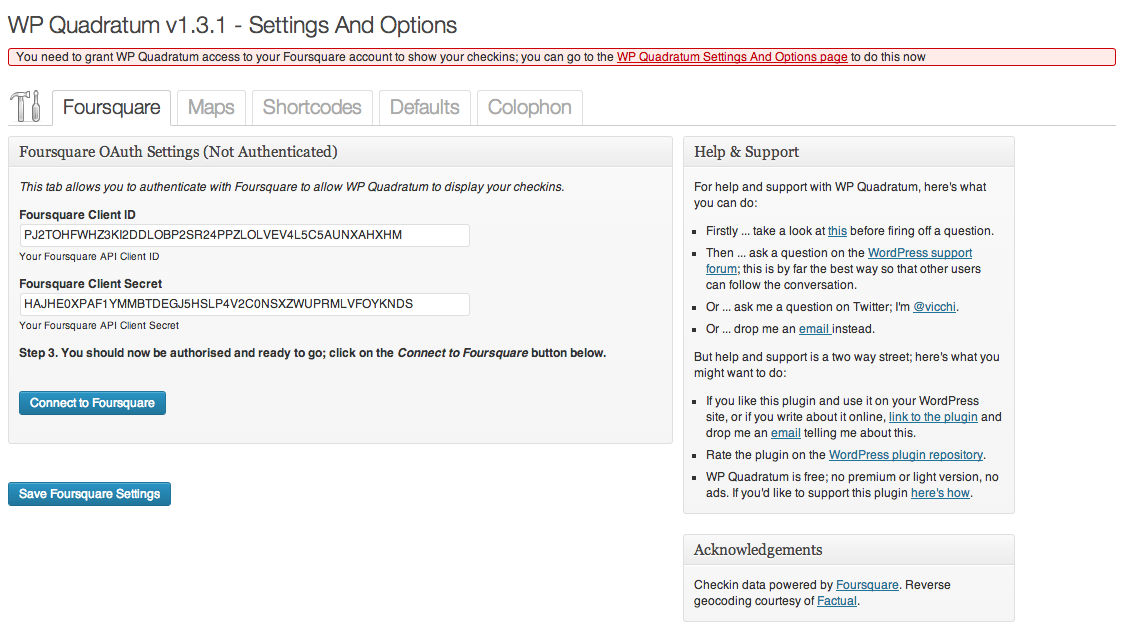 WP Quadratum v1.3.1 - Settings And Options
You need to grant WP Quadratum access to your Foursquare account to show your checkins; you can go to the WP Quadratum Settings And Options page to do this now
Foursquare Maps Shortcodes Defaults Colophon
Foursquare OAuth Settings (Not Authenticated)
This tab allows you to authenticate with Foursquare to allow WP Quadratum to display your checkins.
Foursquare Client ID
PJ2TOHFWHZ3KI2DDLOBP2SR24PPZLOLVEV4L5C5AUNXAHXHM
Your Foursquare API Client ID
Foursquare Client Secret
HAJHE0XPAF1YMMBTDEGJ5HSLP4V2C0NSXZWUPRMLVFOYKNDS
Your Foursquare API Client Secret
Step 3. You should now be authorised and ready to go; click on the Connect to Foursquare button below.
Connect to Foursquare
Save Foursquare Settings
Help & Support
For help and support with WP Quadratum, here's what
you can do:
Firstly ... take a look at this before firing off a question.
Then ... ask a question on the WordPress support
forum; this is by far the best way so that other users
can follow the conversation.
Or ... ask me a question on Twitter; I'm @vicchi.
Or ... drop me an email instead.
But help and support is a two way street; here's what you
might want to do:
If you like this plugin and use it on your WordPress
site, or if you write about it online, link to the plugin and
drop me an email telling me about this.
Rate the plugin on the WordPress plugin repository.
WP Quadratum is free; no premium or light version, no
ads. If you'd like to support this plugin here's how.
Acknowledgements
Checkin data powered by Foursquare. Reverse
geocoding courtesy of Factual.